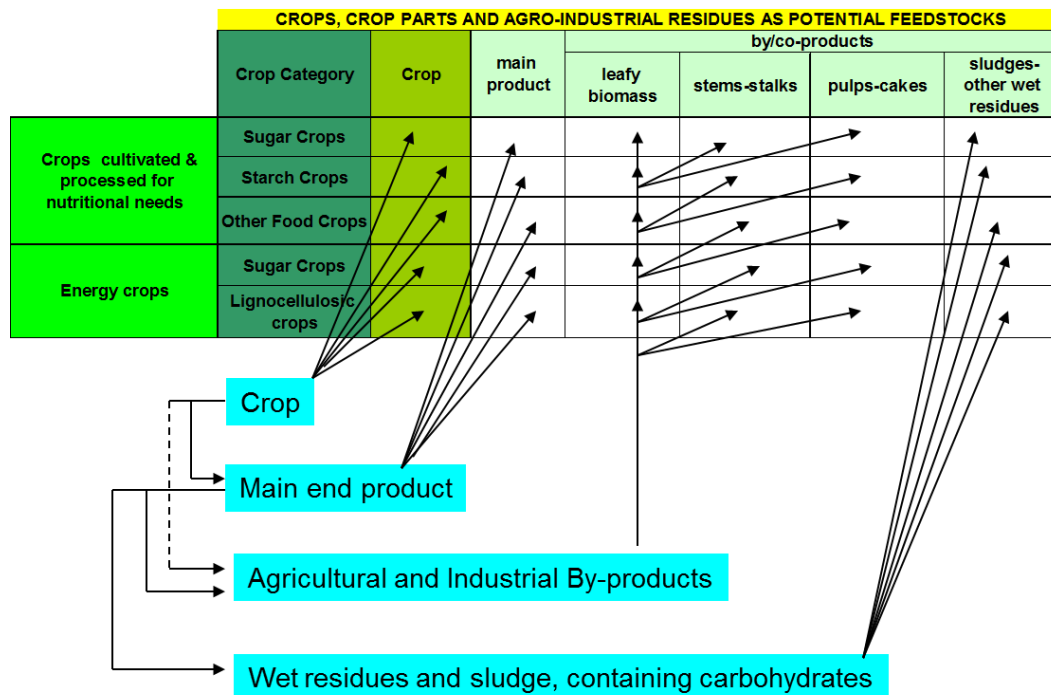 CROPS, CROP PARTS AND AGRO-INDUSTRIAL RESIDUES AS POTENTIAL FEEDSTOCKS
by/co-products
Crop Category
Crop
main
product
leafy
biomass
stems-stalks
pulps-cakes
sludges-
other wet
residues
Crops cultivated &
processed for
nutritional needs
Sugar Crops
Starch Crops
Other Food Crops
Energy crops
Sugar Crops
Lignocellulosic
crops
Crop
Main end product
Agricultural and Industrial By-products
Wet residues and sludge, containing carbohydrates